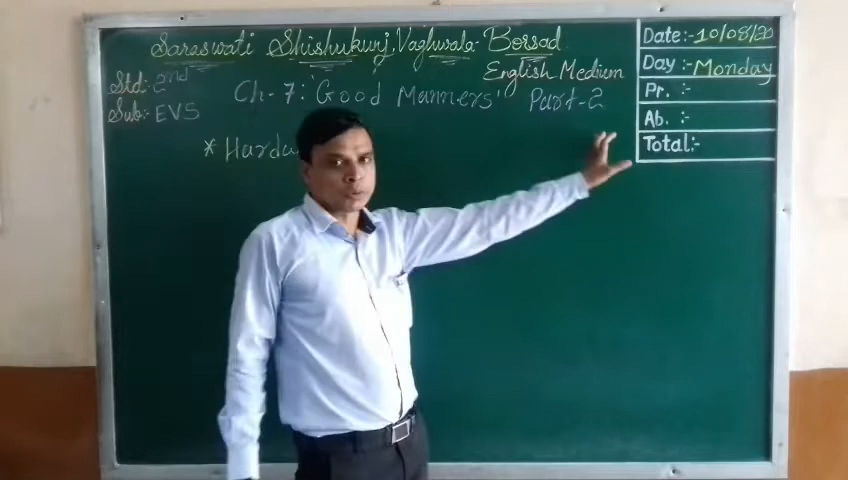 Saraswati Shishukunj, Vaghwala - Borsad
English Medium
Std:- 2nd
Sub:- EVS
Ch-7: 'Good Manners' Part-2
Date:- 10/08/20
Day :- Monday
Pr. :-
Ab. :-
Total:-